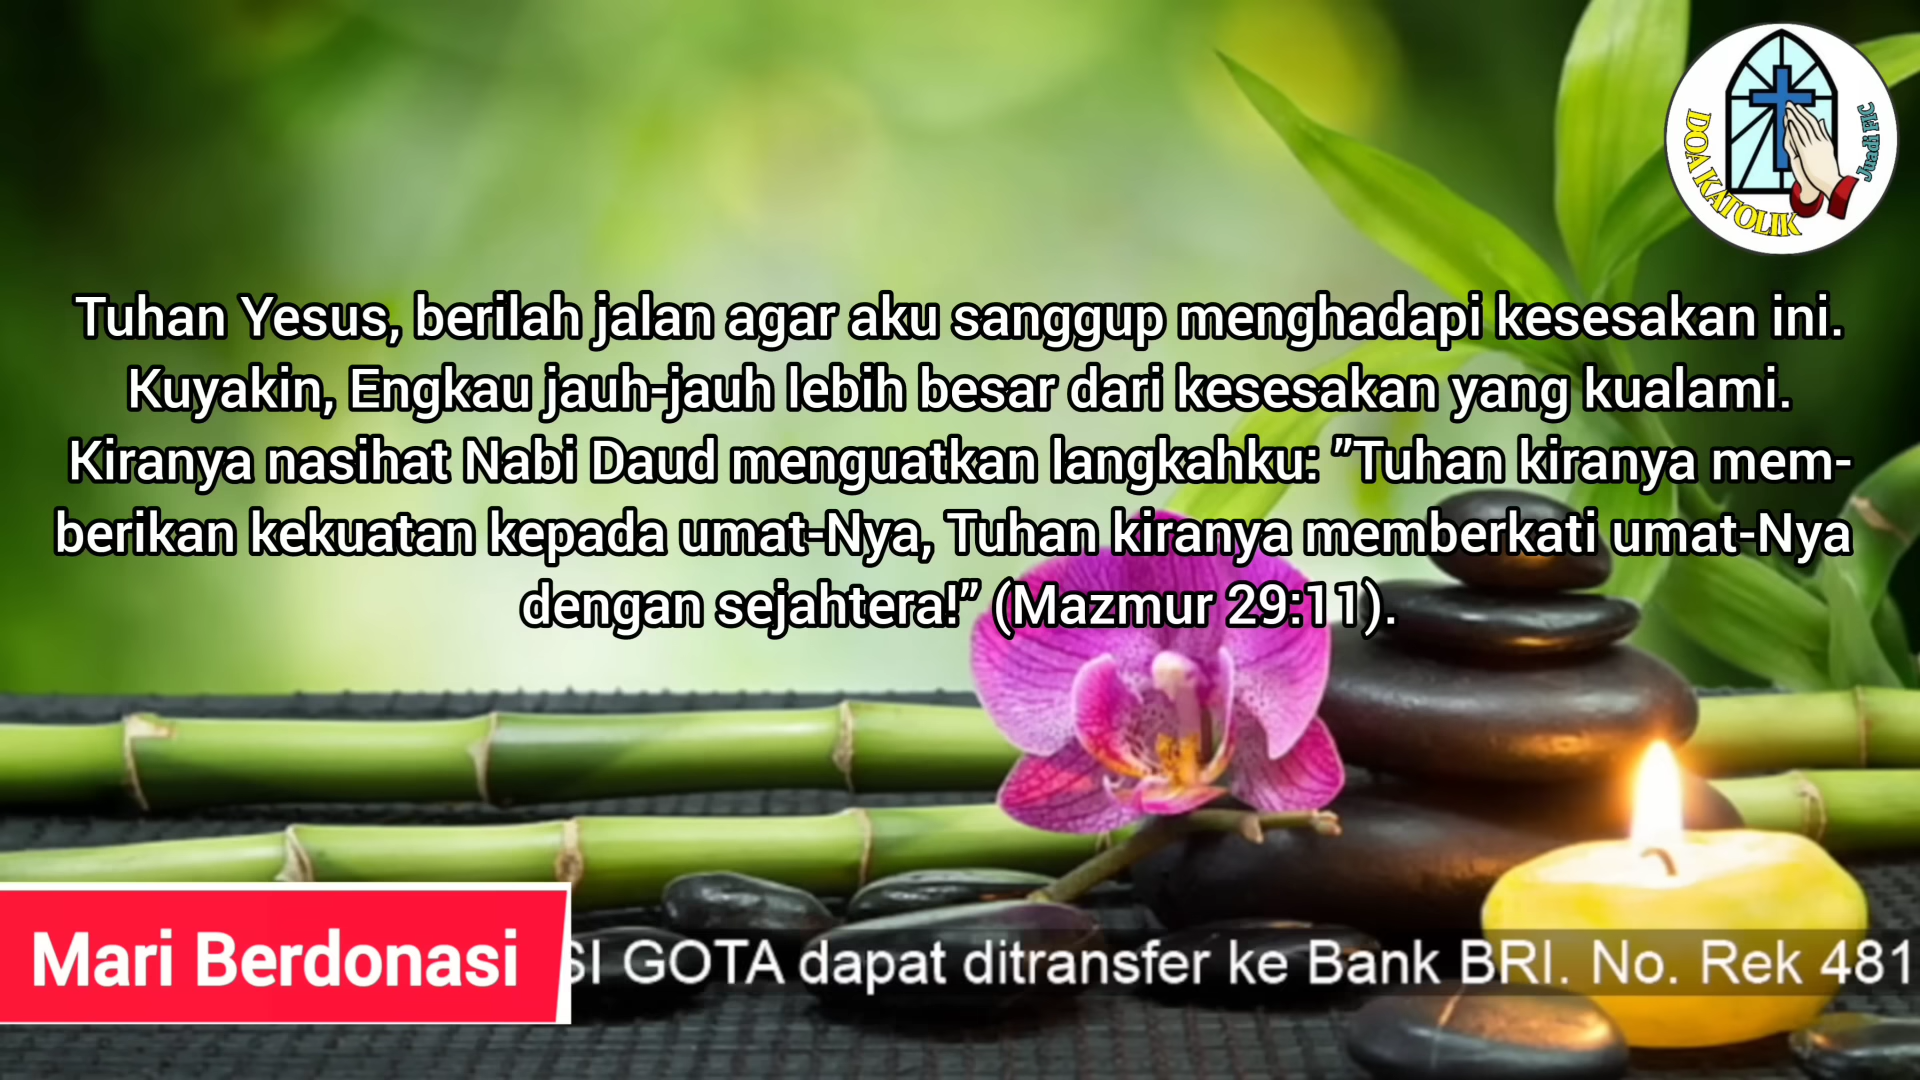 DOA KATOLIK
Juadi FIC
Tuhan Yesus, berilah jalan agar aku sanggup menghadapi kesesakan ini.
Kuyakin, Engkau jauh-jauh lebih besar dari kesesakan yang kualami.
Kiranya nasihat Nabi Daud menguatkan langkahku: ”Tuhan kiranya mem-
berikan kekuatan kepada umat-Nya, Tuhan kiranya memberkati umat-Nya
dengan sejahtera!” (Mazmur 29:11).
Mari Berdonasi
SI GOTA dapat ditransfer ke Bank BRI. No. Rek 481